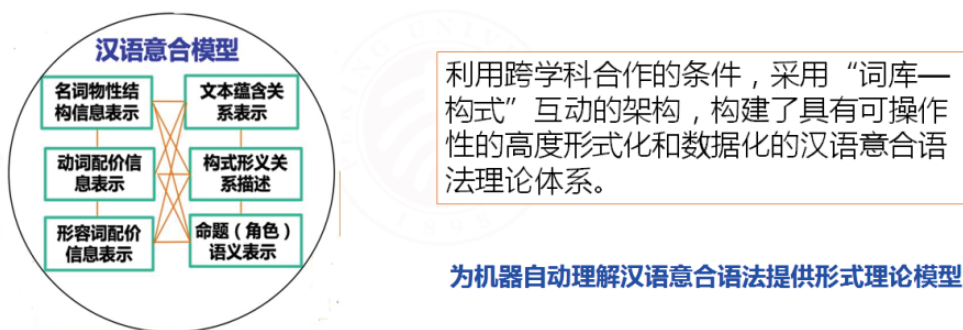 汉语意合模型
名词物性结
构信息表示
文本蕴含关
系表示
动词配价信
息表示
构式形义关
系描述
形容词配价
信息表示
命题（角色）
语义表示
利用跨学科合作的条件，采用“词库—
构式”互动的架构，构建了具有可操作
性的高度形式化和数据化的汉语意合语
法理论体系。
为机器自动理解汉语意合语法提供形式理论模型